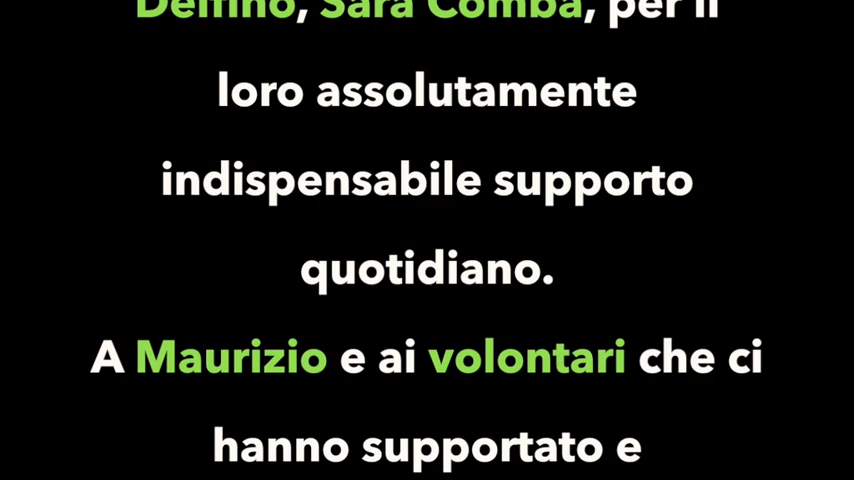 Delfino, Sara Comba, per il
loro assolutamente
indispensabile supporto
quotidiano.
A Maurizio e ai volontari che ci
hanno supportato e